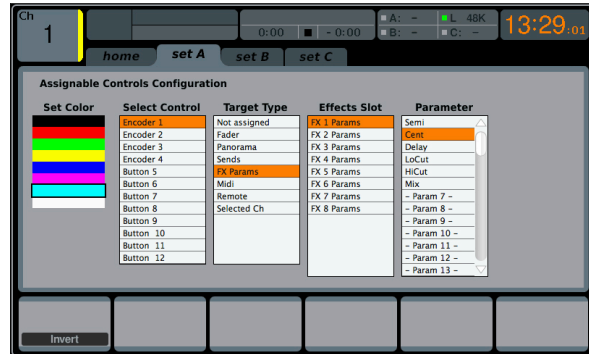 Ch
1
0:00 - 0:00
A: -
L 48K
B: -
C: -
13:29:01
home
set A
set B
set C
Assignable Controls Configuration
Set Color
Select Control
Encoder 1
Encoder 2
Encoder 3
Encoder 4
Button 5
Button 6
Button 7
Button 8
Button 9
Button 10
Button 11
Button 12
Target Type
Not assigned
Fader
Panorama
Sends
FX Params
Midi
Remote
Selected Ch
Effects Slot
FX 1 Params
FX 2 Params
FX 3 Params
FX 4 Params
FX 5 Params
FX 6 Params
FX 7 Params
FX 8 Params
Parameter
Semi
Cent
Delay
LoCut
HiCut
Mix
- Param 7 -
- Param 8 -
- Param 9 -
- Param 10 -
- Param 11 -
- Param 12 -
- Param 13 -
Invert